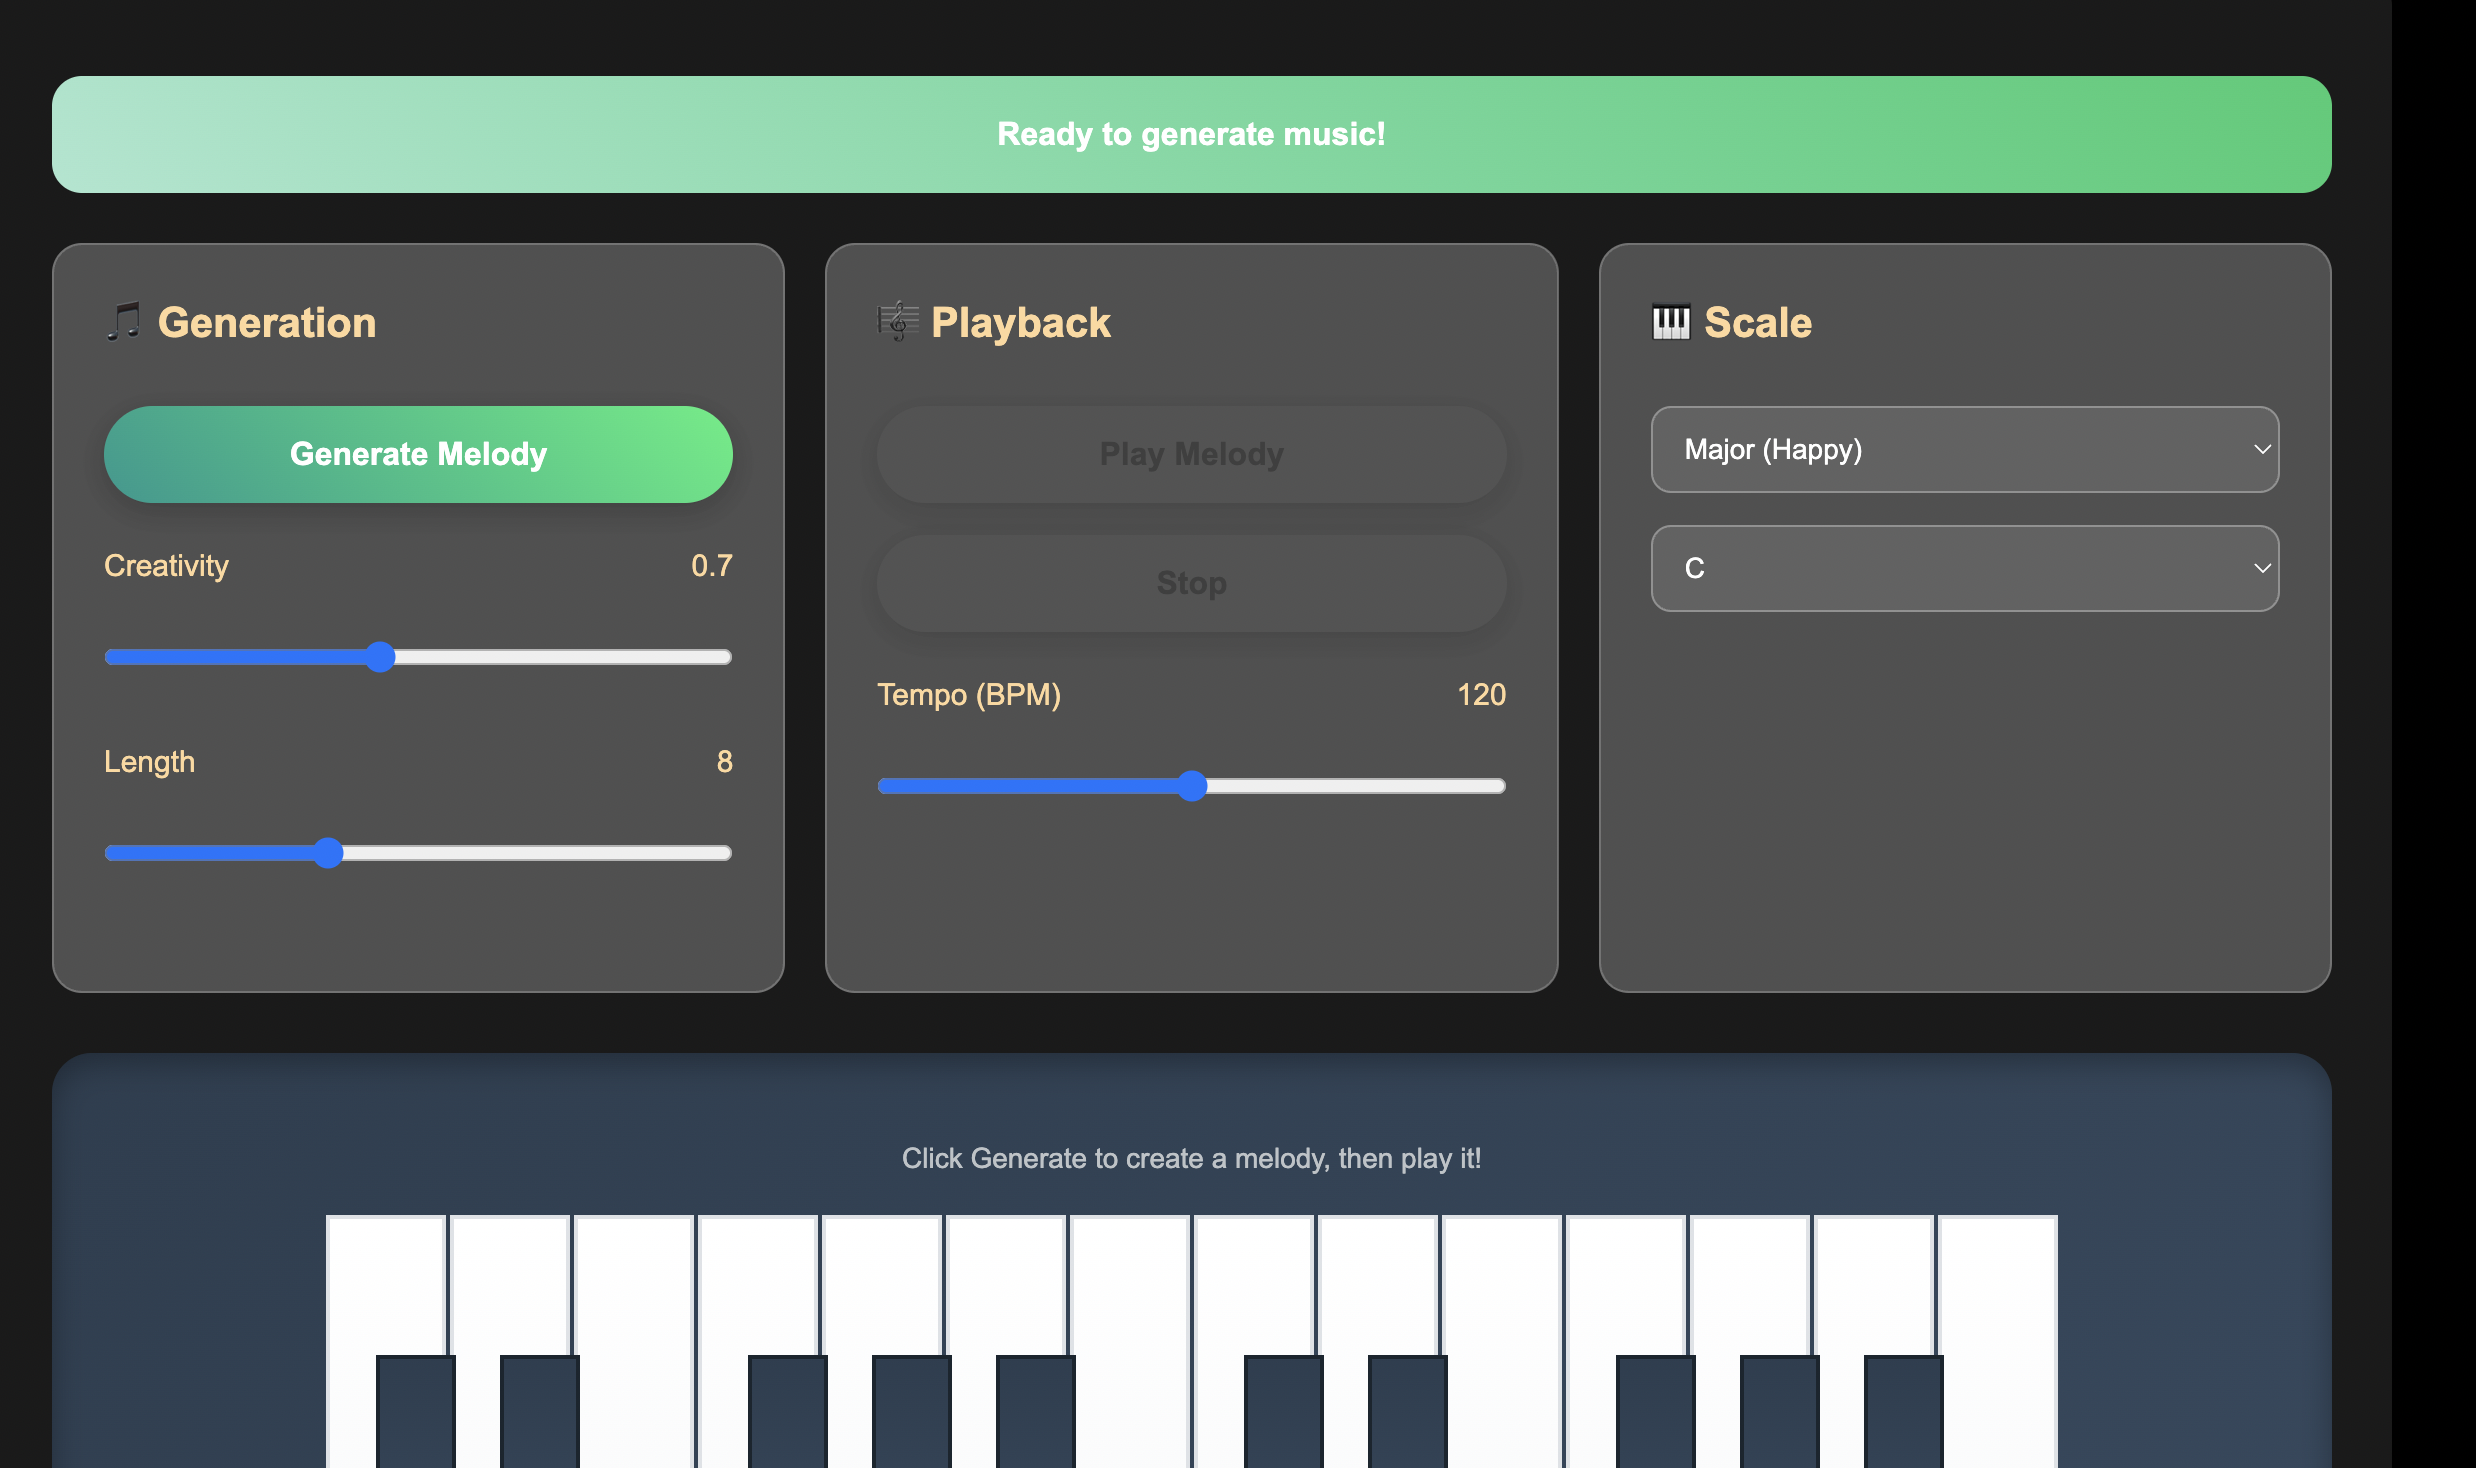 Ready to generate music!
Generation
Generate Melody
Creativity 0.7
Length 8
Playback
Play Melody
Stop
Tempo (BPM) 120
Scale
Major (Happy)
C
Click Generate to create a melody, then play it!